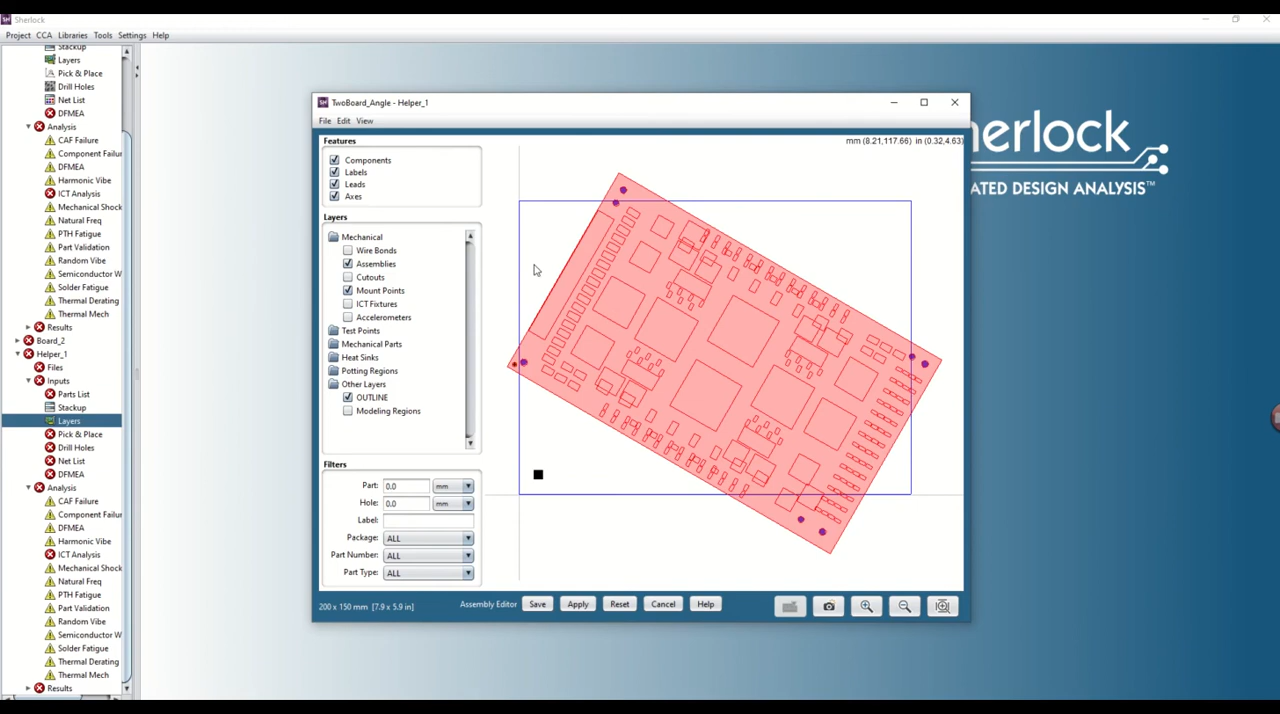 Sherlock
Project CCA Libraries Tools Settings Help
Stackup
Layers
Pick & Place
Drill Holes
Net List
DFMEA
Analysis
CAF Failure
Component Failur
DFMEA
Harmonic Vibe
ICT Analysis
Mechanical Shock
Natural Freq
PTH Fatigue
Part Validation
Random Vibe
Semiconductor W
Solder Fatigue
Thermal Derating
Thermal Mech
Results
Board_2
Helper_1
Files
Inputs
Parts List
Stackup
Layers
Pick & Place
Drill Holes
Net List
DFMEA
Analysis
CAF Failure
Component Failur
DFMEA
Harmonic Vibe
ICT Analysis
Mechanical Shock
Natural Freq
PTH Fatigue
Part Validation
Random Vibe
Semiconductor W
Solder Fatigue
Thermal Derating
Thermal Mech
Results
TwoBoard_Angle - Helper_1
File Edit View
Features
Components
Labels
Leads
Axes
Layers
Mechanical
Wire Bonds
Assemblies
Cutouts
Mount Points
ICT Fixtures
Accelerometers
Test Points
Mechanical Parts
Heat Sinks
Potting Regions
Other Layers
OUTLINE
Modeling Regions
Filters
Part: 0.0 mm
Hole: 0.0 mm
Label:
Package: ALL
Part Number: ALL
Part Type: ALL
mm (8.21,117.66) in (0.32,4.63)
200 x 150 mm [7.9 x 5.9 in]
Assembly Editor Save Apply Reset Cancel Help
herlock
ATED DESIGN ANALYSIS™